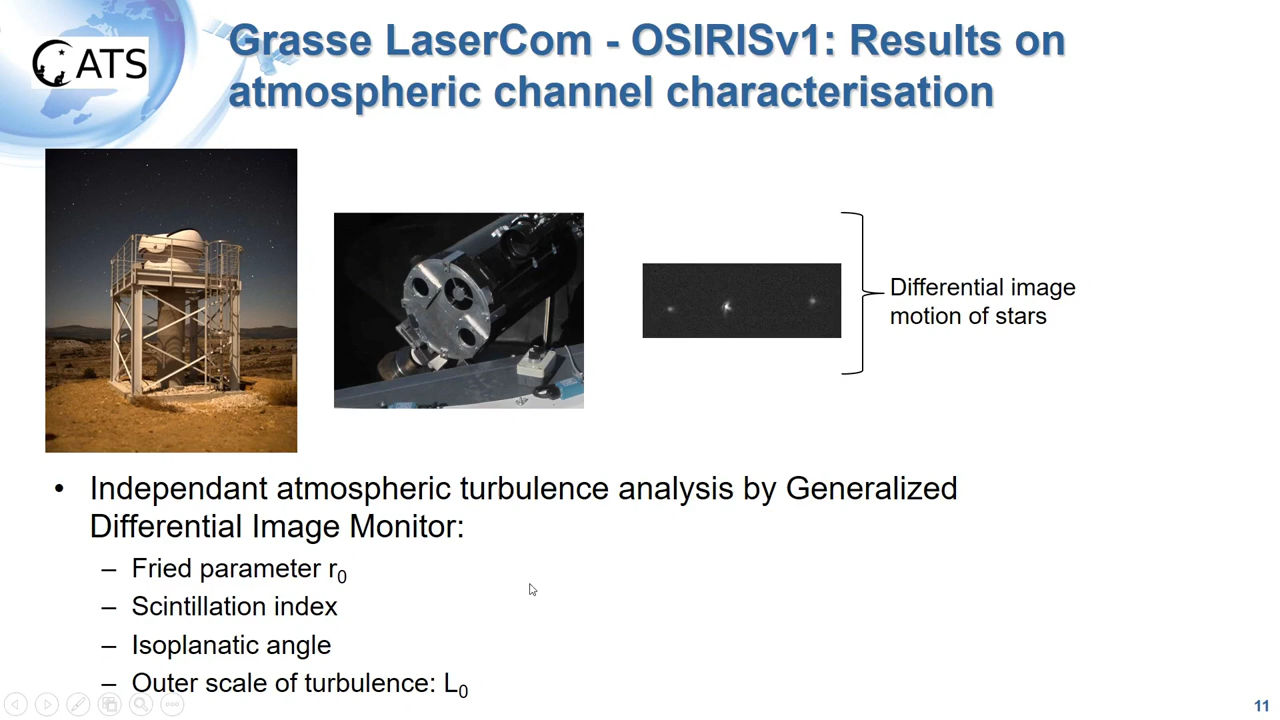 CATS
Grasse LaserCom - OSIRISv1: Results on
atmospheric channel characterisation
Differential image
motion of stars
• Independant atmospheric turbulence analysis by Generalized
Differential Image Monitor:
– Fried parameter r₀
– Scintillation index
– Isoplanatic angle
– Outer scale of turbulence: L₀
11